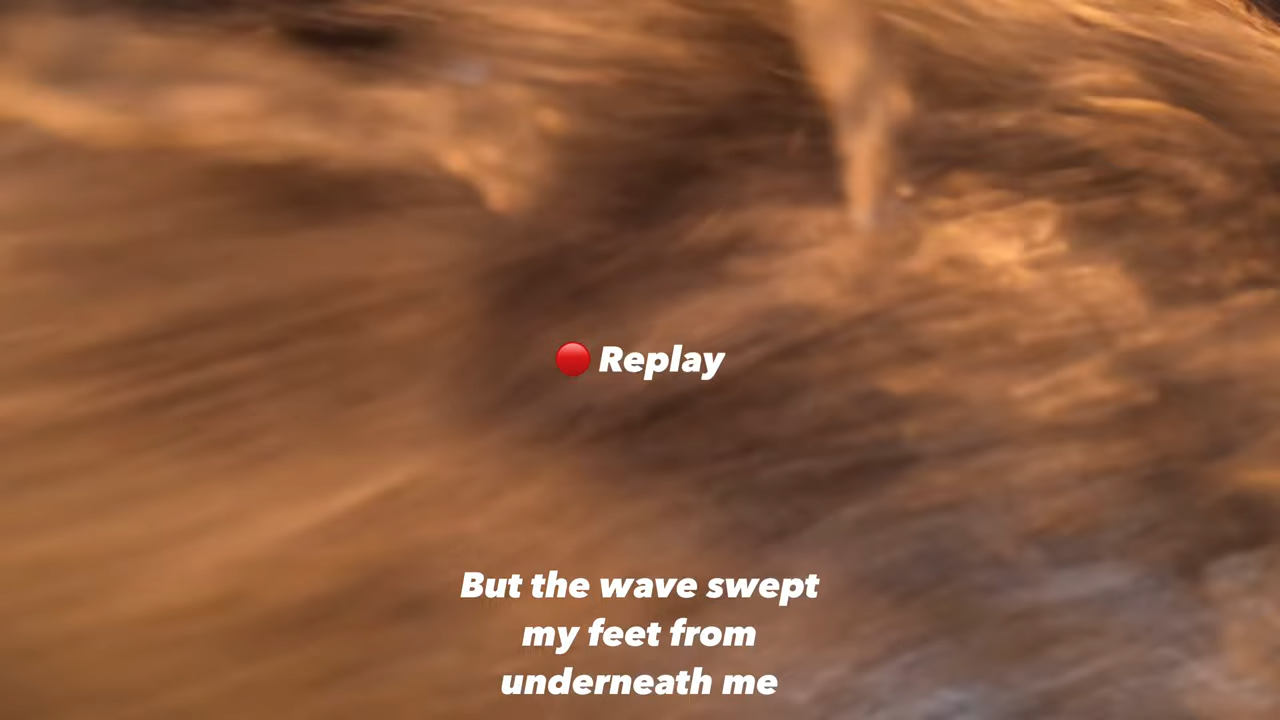 🔴 Replay
But the wave swept
my feet from
underneath me